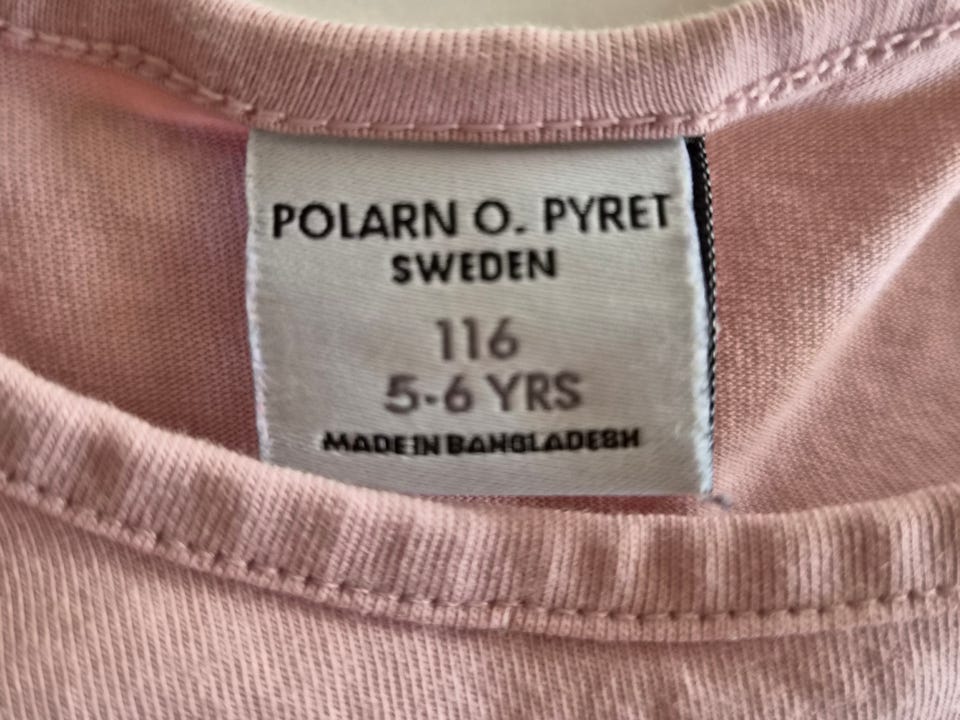 POLARN O. PYRET
SWEDEN
116
5-6 YRS
MADE IN BANGLADESH